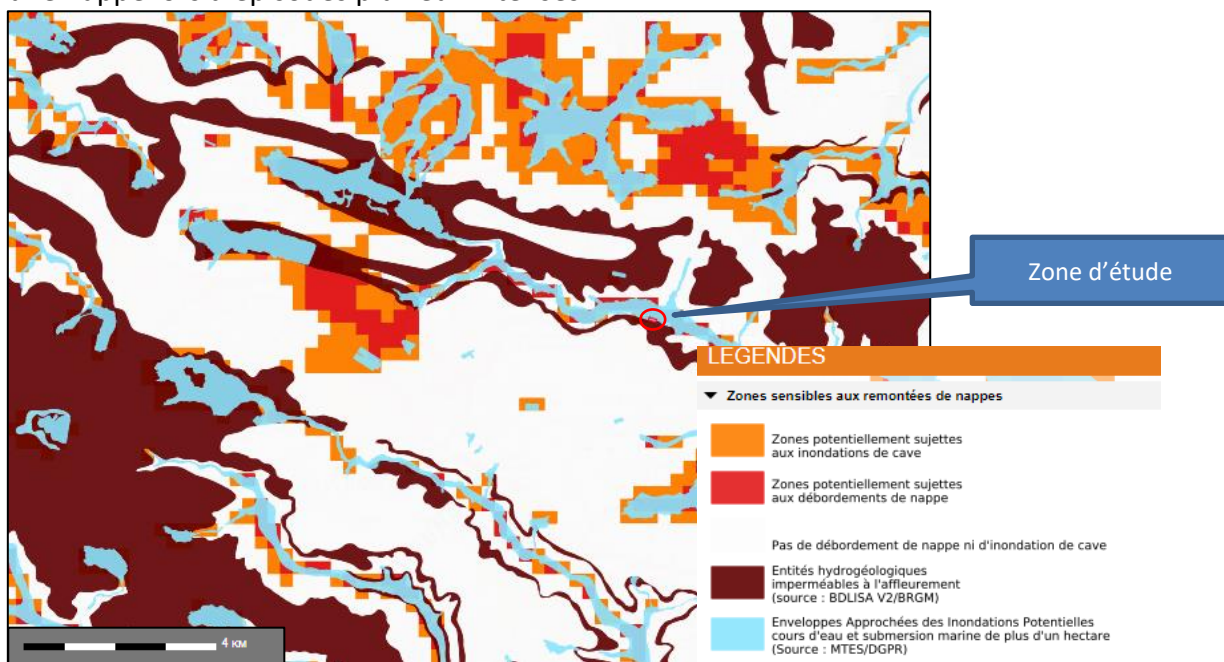 Zone d'étude
LEGENDES
Zones sensibles aux remontées de nappes
Zones potentiellement sujettes
aux inondations de cave
Zones potentiellement sujettes
aux débordements de nappe
Pas de débordement de nappe ni d'inondation de cave
Entités hydrogéologiques
imperméables à l'affleurement
(source : BDLISA V2/BRGM)
Enveloppes Approchées des Inondations Potentielles
cours d'eau et submersion marine de plus d'un hectare
(Source : MTES/DGPR)
4 KM